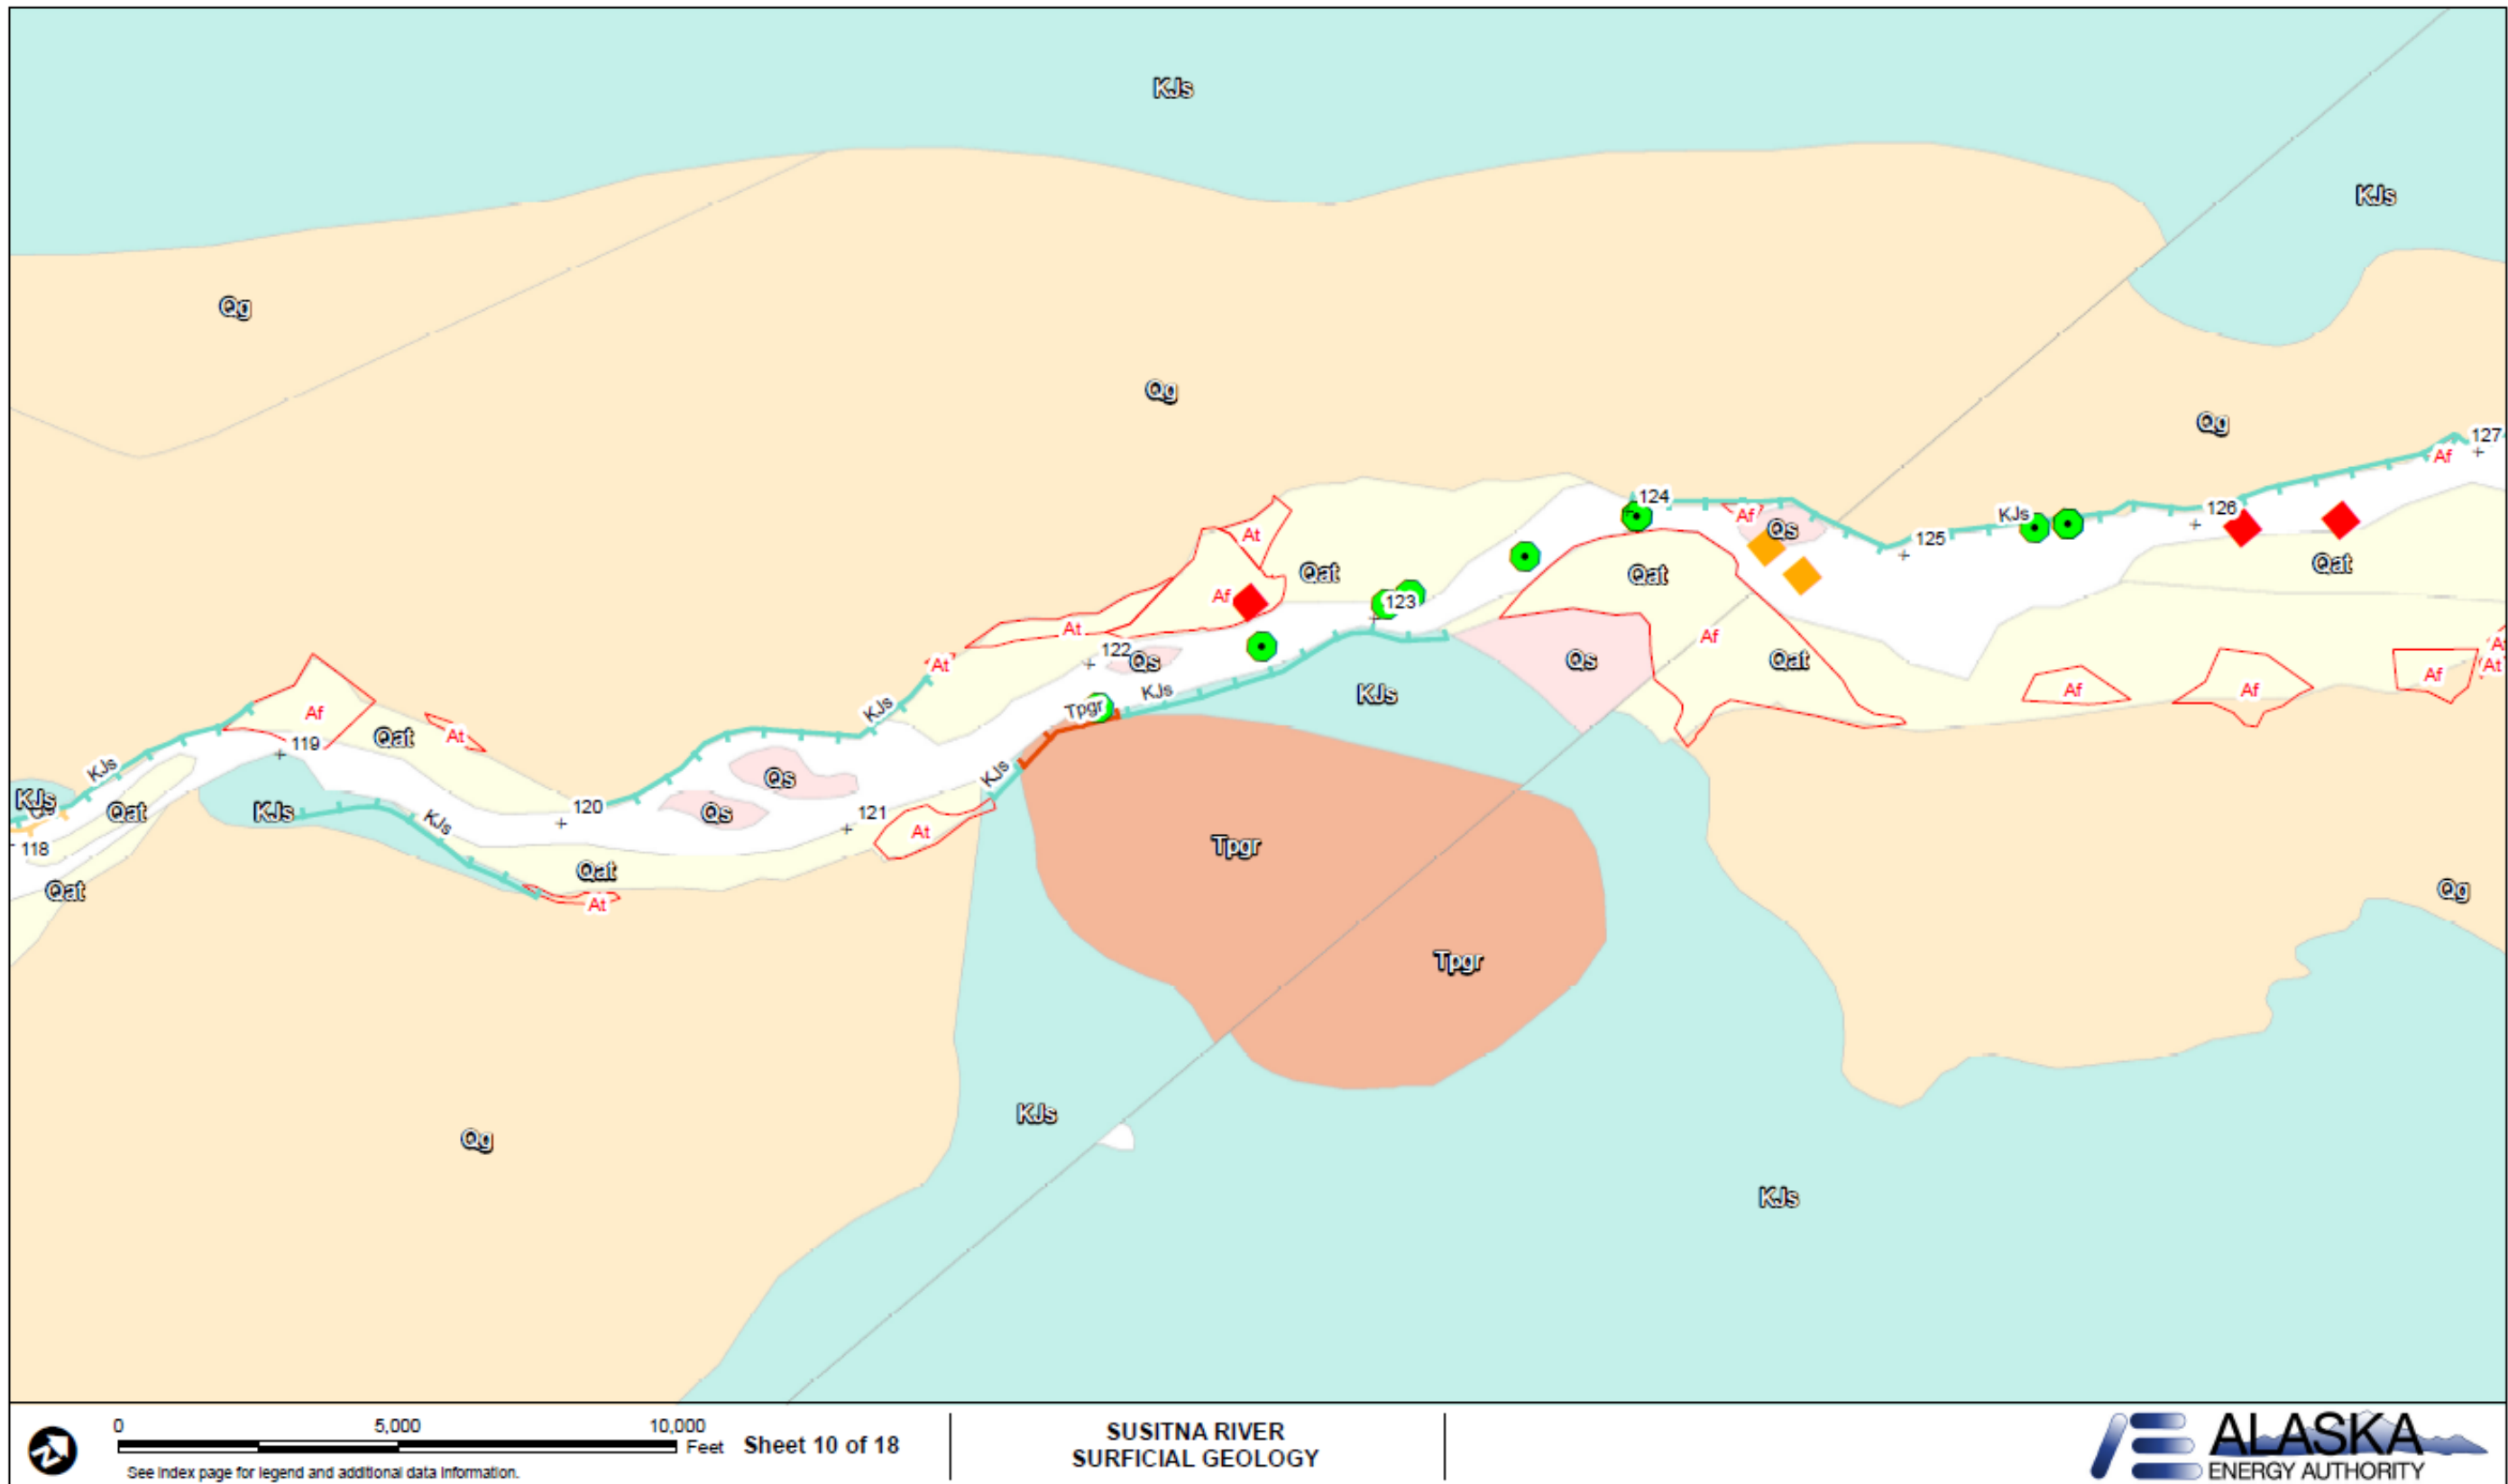 KJs
KJs
Qg
Qg
Qg
127
Af
124
Af
Qs
126
KJs
125
At
Qat
Qat
Qat
Af
123
At
122
Qs
At
KJs
KJs
Af
Qs
Qat
At
At
Af
Af
Af
KJs
Tpgr
Af
119
Qat
At
KJs
KJs
Qs
KJs
KJs
Qat
KJs
120
Qs
121
KJs
At
118
Qat
Qat
At
Tpgr
Qg
Tpgr
KJs
Qg
KJs
0 5,000 10,000
Feet
Sheet 10 of 18
See Index page for legend and additional data information.
SUSITNA RIVER
SURFICIAL GEOLOGY
ALASKA
ENERGY AUTHORITY